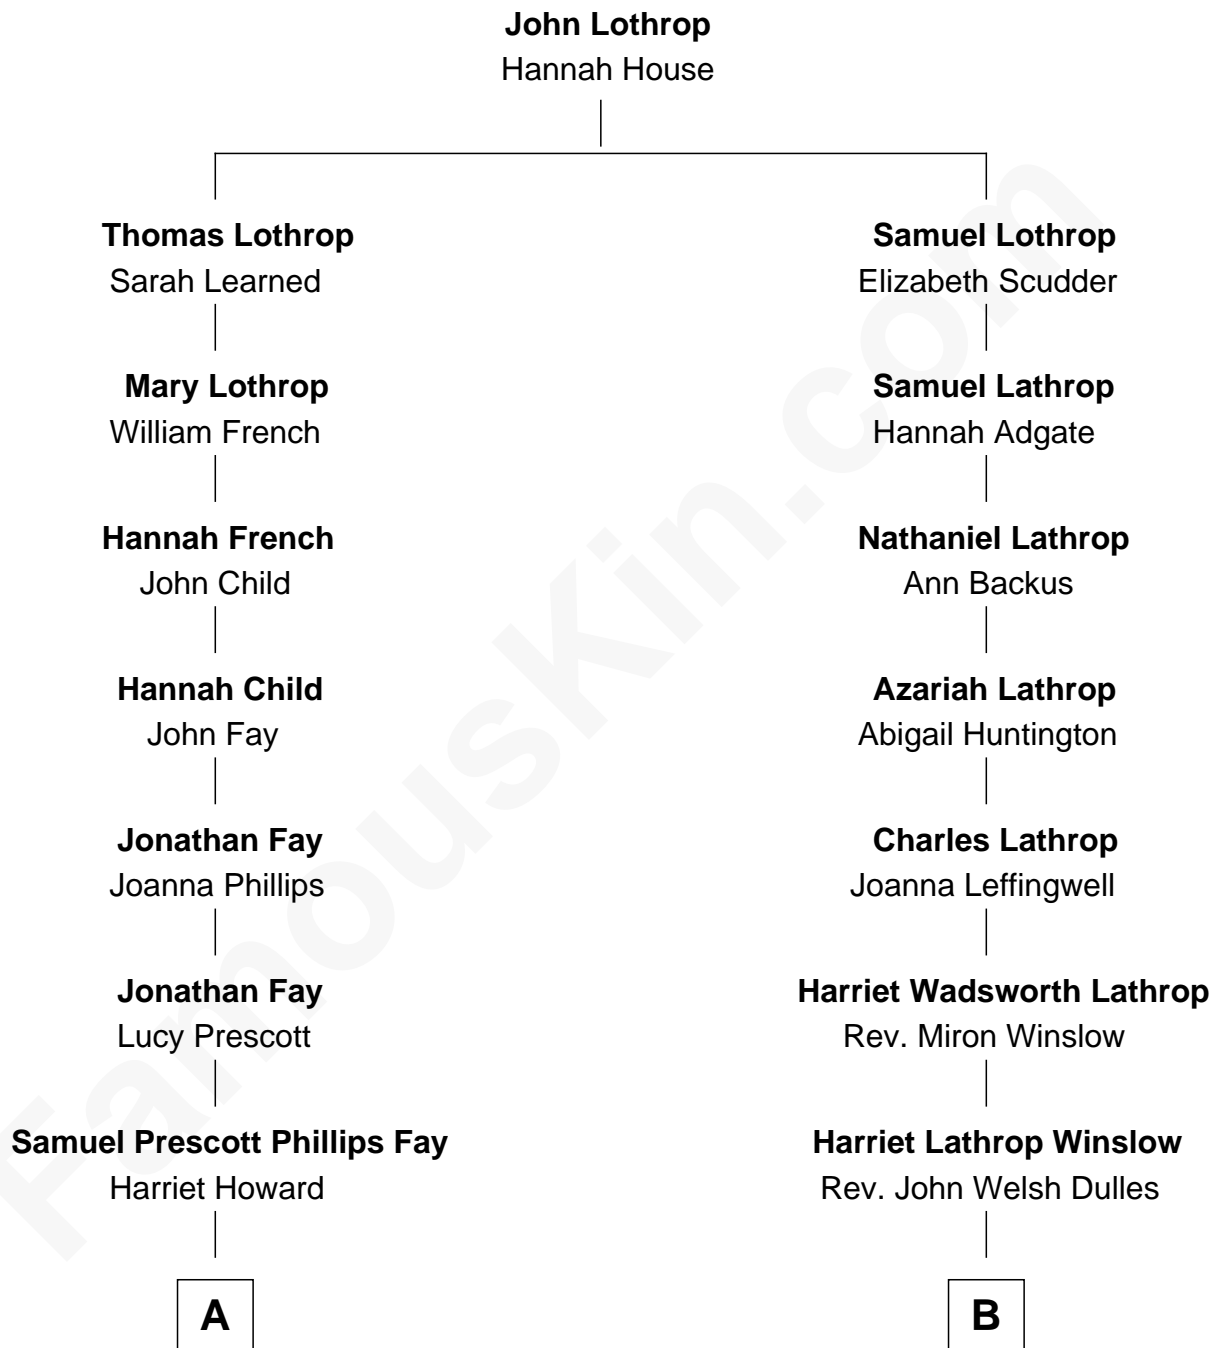 John Lothrop
Hannah House
Thomas Lothrop
Sarah Learned
Mary Lothrop
William French
Hannah French
John Child
Hannah Child
John Fay
Jonathan Fay
Joanna Phillips
Jonathan Fay
Lucy Prescott
Samuel Prescott Phillips Fay
Harriet Howard
A
Samuel Lothrop
Elizabeth Scudder
Samuel Lathrop
Hannah Adgate
Nathaniel Lathrop
Ann Backus
Azariah Lathrop
Abigail Huntington
Charles Lathrop
Joanna Leffingwell
Harriet Wadsworth Lathrop
Rev. Miron Winslow
Harriet Lathrop Winslow
Rev. John Welsh Dulles
B
FamousKin.com